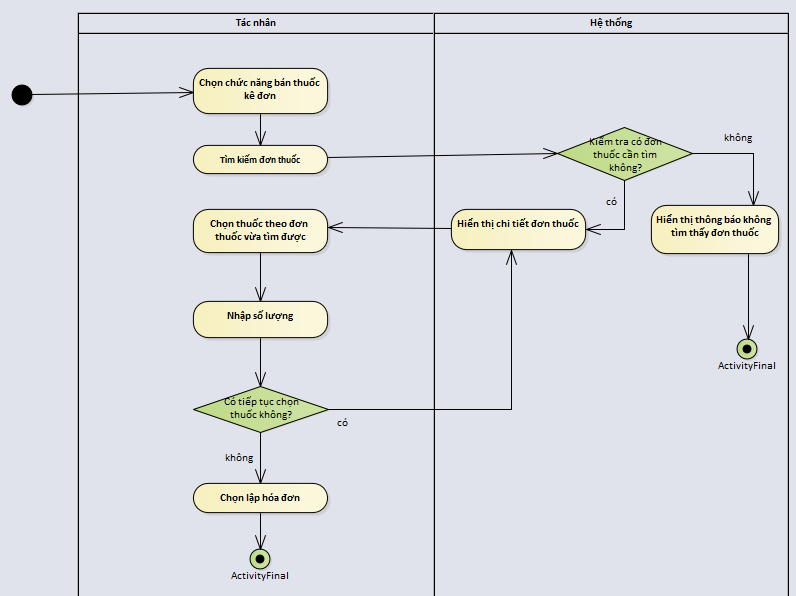 Tác nhân
Hệ thống
Chọn chức năng bán thuốc
kê đơn
Tìm kiếm đơn thuốc
Kiểm tra có đơn
thuốc cần tìm
không?
không
có
Chọn thuốc theo đơn
thuốc vừa tìm được
Hiển thị chi tiết đơn thuốc
Hiển thị thông báo không
tìm thấy đơn thuốc
Nhập số lượng
ActivityFinal
Có tiếp tục chọn
thuốc không?
có
không
Chọn lập hóa đơn
ActivityFinal